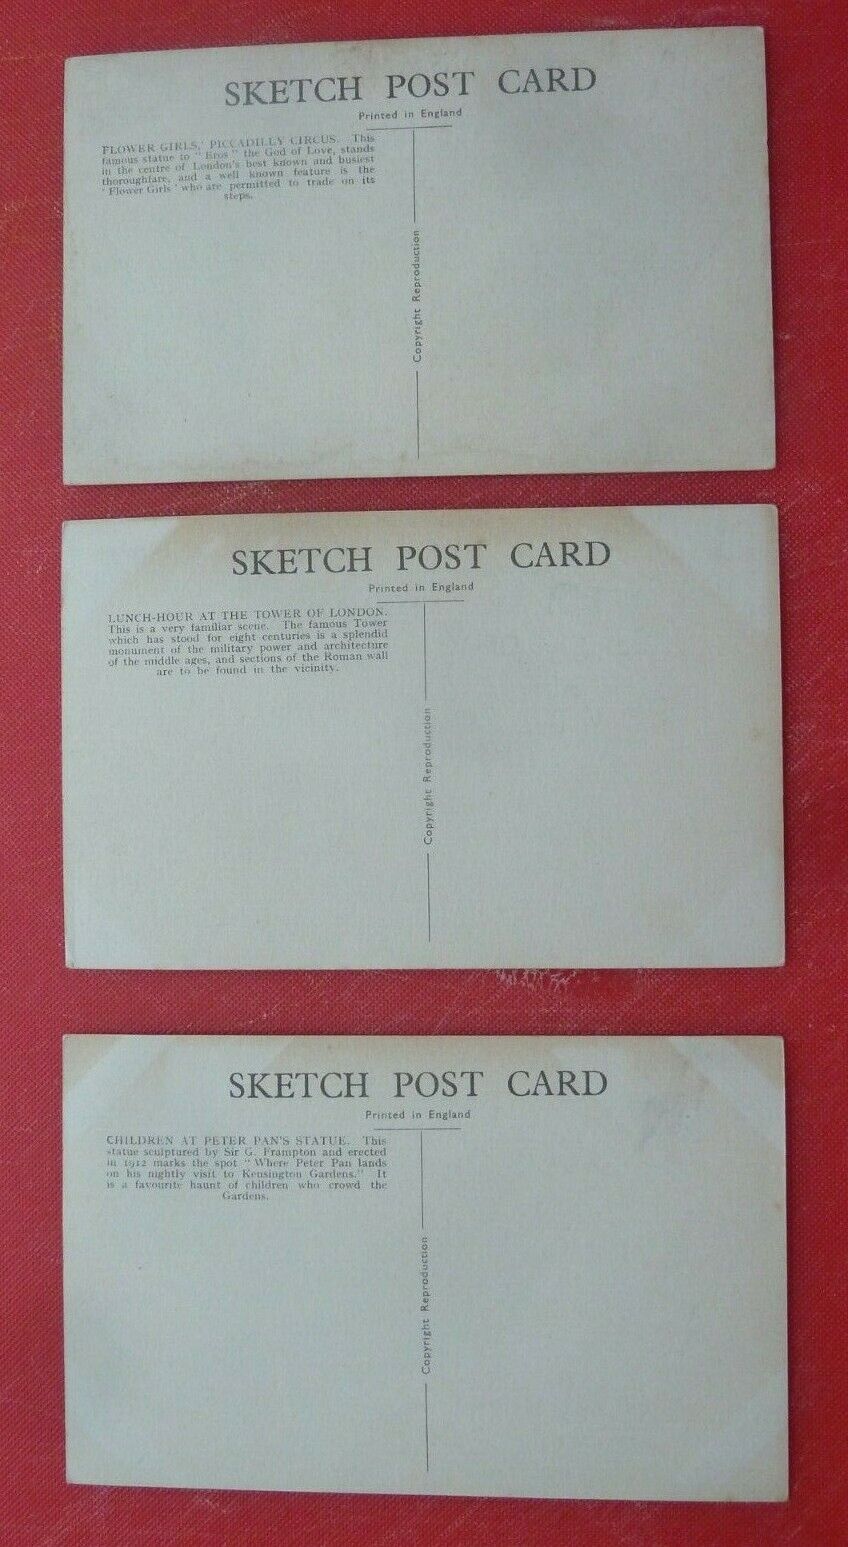 SKETCH POST CARD
Printed in England
FLOWER GIRLS, PICCADILLY CIRCUS. This
famous statue to "Eros" the God of Love, stands
in the centre of London's best known and busiest
thoroughfare, and a well known feature is the
'Flower Girls' who are permitted to trade on its
steps.
Copyright Reproduction
SKETCH POST CARD
Printed in England
LUNCH-HOUR AT THE TOWER OF LONDON.
This is a very familiar scene. The famous Tower
which has stood for eight centuries is a splendid
monument of the military power and architecture
of the middle ages, and sections of the Roman wall
are to be found in the vicinity.
Copyright Reproduction
SKETCH POST CARD
Printed in England
CHILDREN AT PETER PAN'S STATUE. This
statue sculptured by Sir G. Frampton and erected
in 1912 marks the spot "Where Peter Pan lands
on his nightly visit to Kensington Gardens." It
is a favourite haunt of children who crowd the
Gardens.
Copyright Reproduction